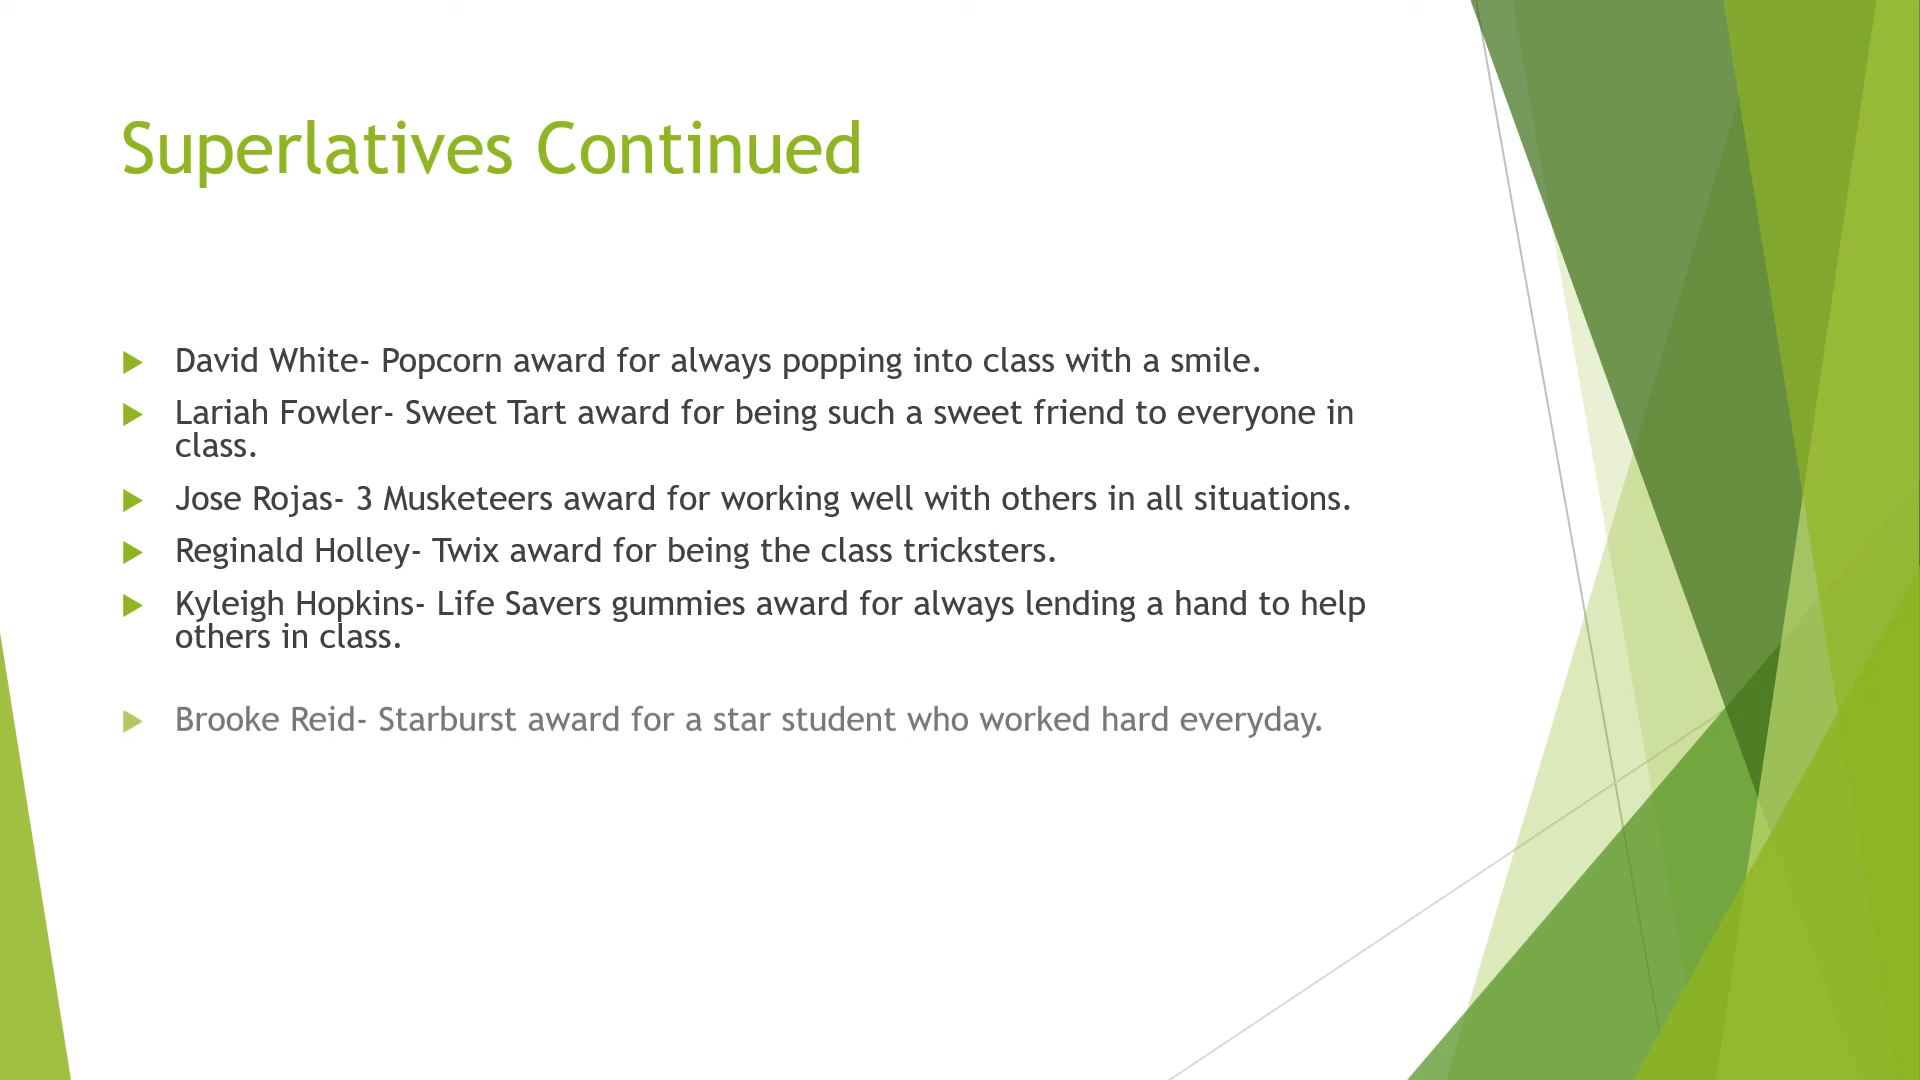 Superlatives Continued
David White- Popcorn award for always popping into class with a smile.
Lariah Fowler- Sweet Tart award for being such a sweet friend to everyone in
class.
Jose Rojas- 3 Musketeers award for working well with others in all situations.
Reginald Holley- Twix award for being the class tricksters.
Kyleigh Hopkins- Life Savers gummies award for always lending a hand to help
others in class.
Brooke Reid- Starburst award for a star student who worked hard everyday.